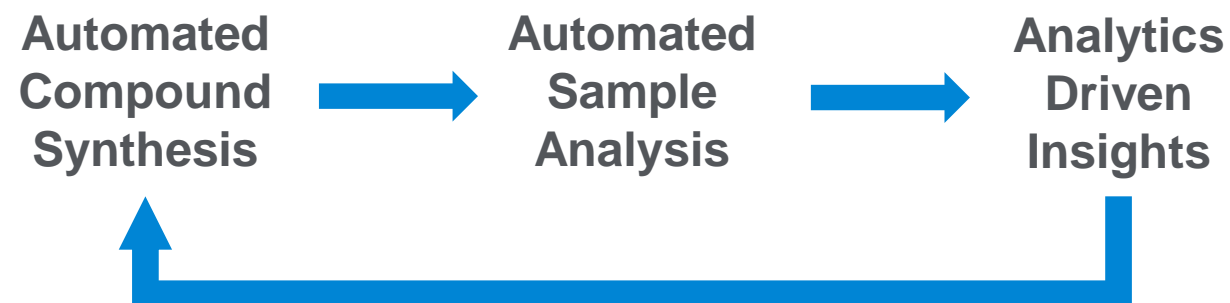 Automated
Compound
Synthesis
Automated
Sample
Analysis
Analytics
Driven
Insights